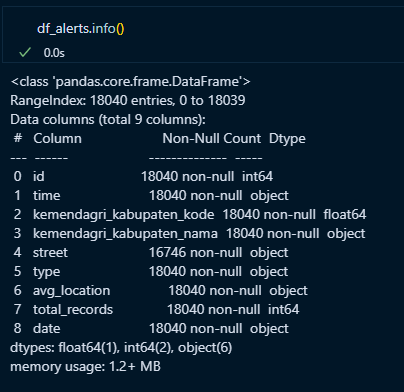 df_alerts.info()
0.0s
<class 'pandas.core.frame.DataFrame'>
RangeIndex: 18040 entries, 0 to 18039
Data columns (total 9 columns):
# Column Non-Null Count Dtype
--- ------ -------------- -----
0 id 18040 non-null int64
1 time 18040 non-null object
2 kemendagri_kabupaten_kode 18040 non-null float64
3 kemendagri_kabupaten_nama 18040 non-null object
4 street 16746 non-null object
5 type 18040 non-null object
6 avg_location 18040 non-null object
7 total_records 18040 non-null int64
8 date 18040 non-null object
dtypes: float64(1), int64(2), object(6)
memory usage: 1.2+ MB